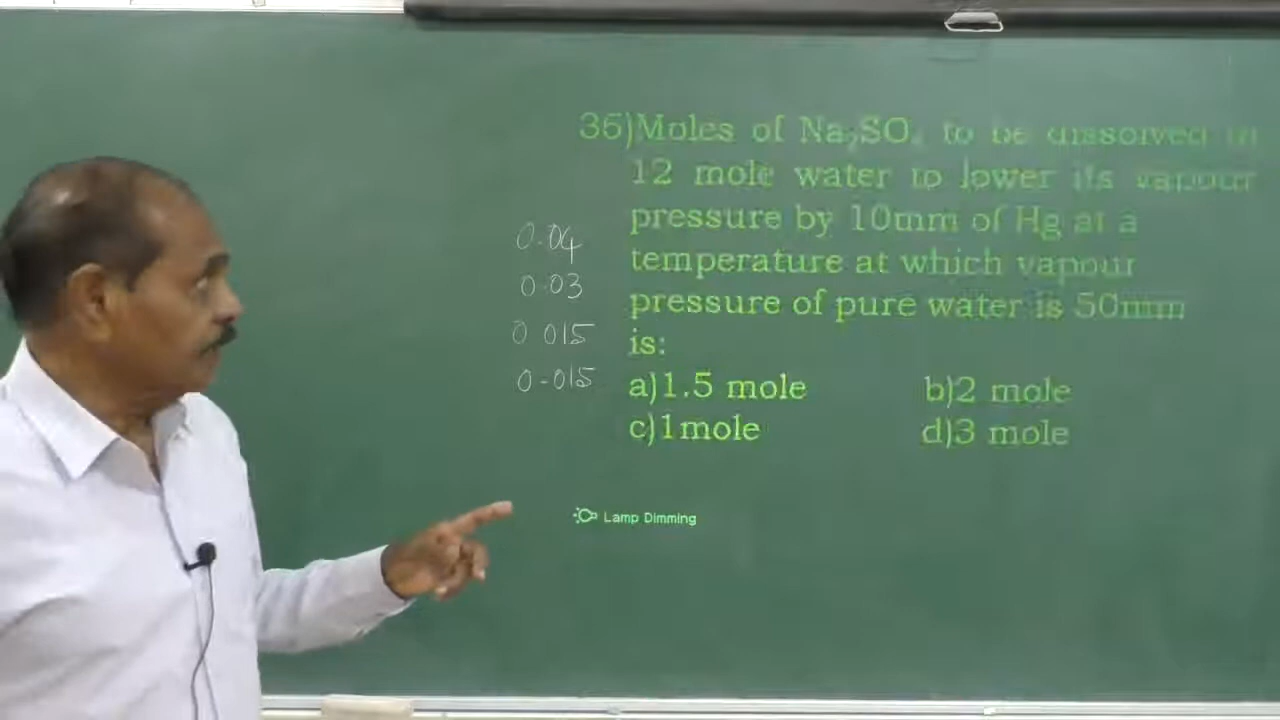 36)Moles of Na2SO4 to be dissolved in
12 mole water to lower its vapour
pressure by 10mm of Hg at a
temperature at which vapour
pressure of pure water is 50mm
is:
a)1.5 mole b)2 mole
c)1mole d)3 mole
0.04
0.03
0 015
0.015
Lamp Dimming